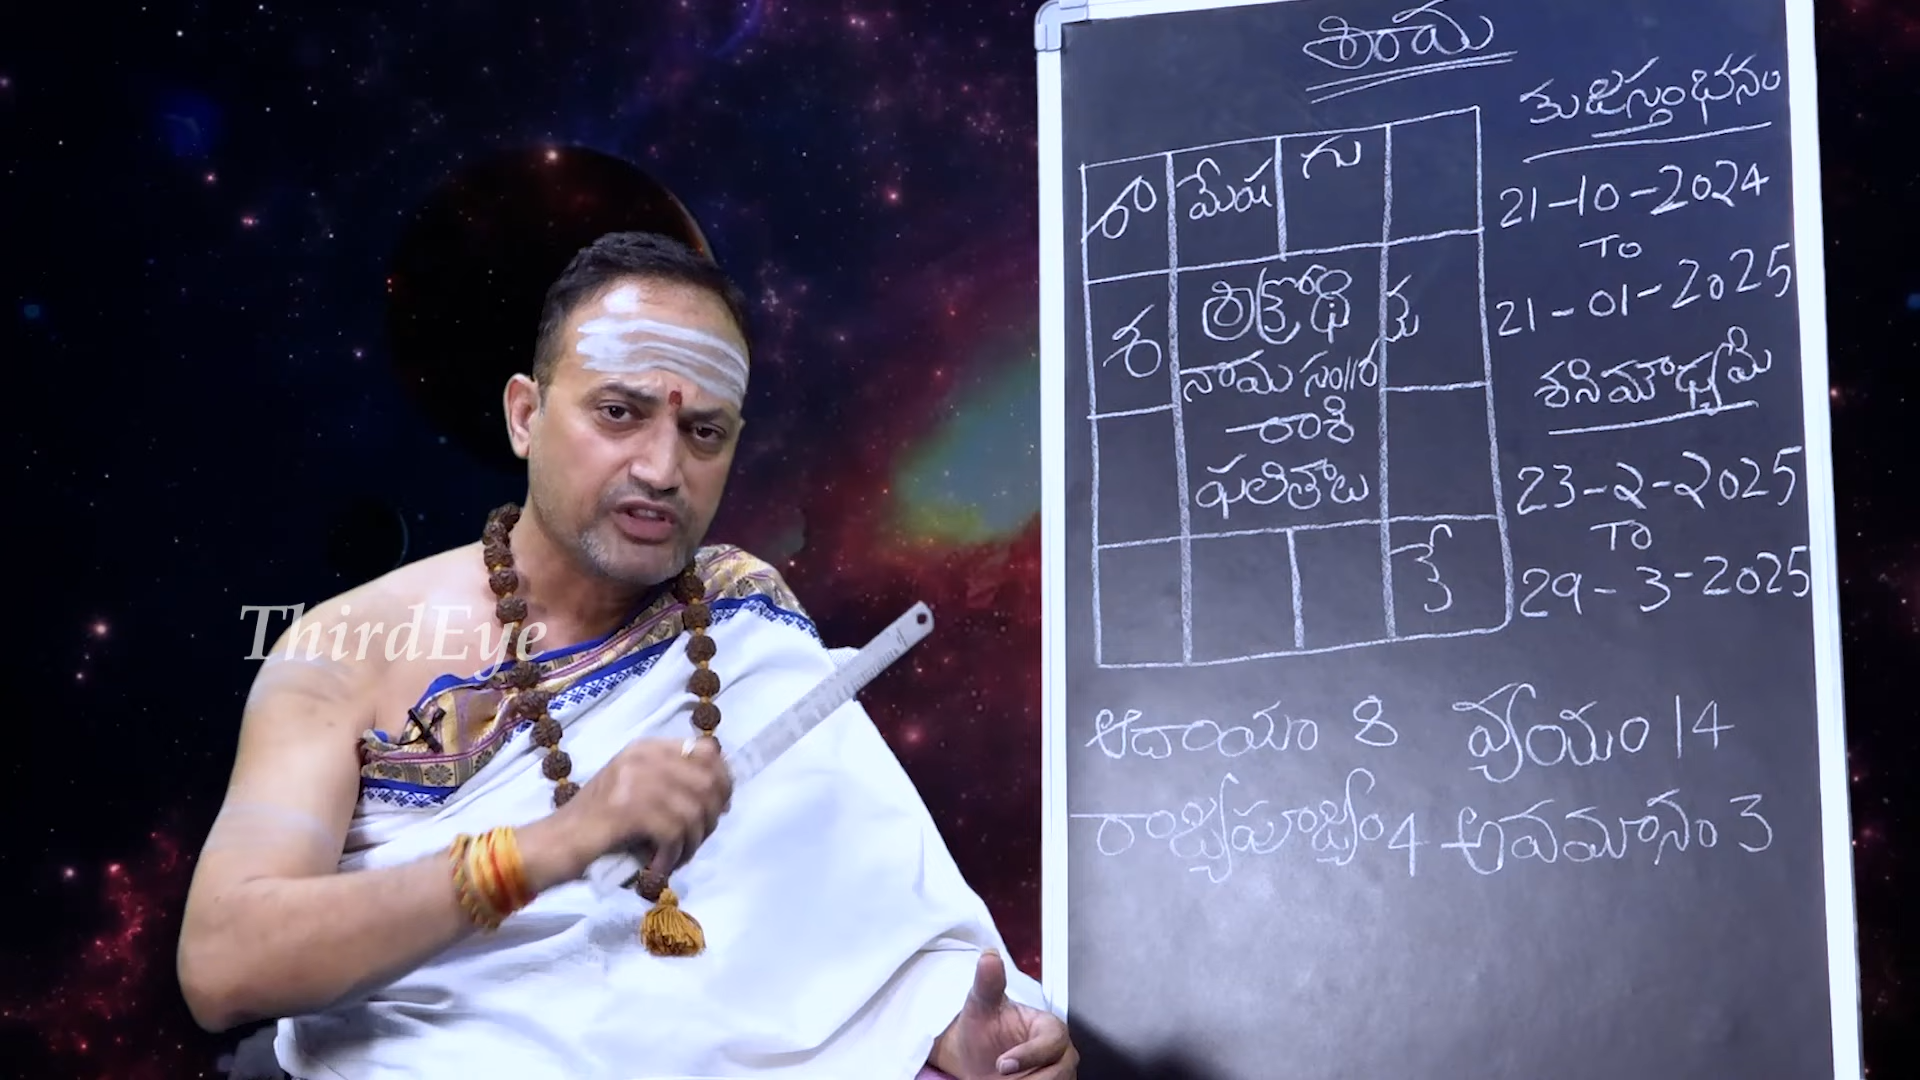 శ్రీరామ
కుజస్తంభనం
రా మేష గు
21-10-2024
TO
21-01-2025
శ శ్రీక్రోధి కు
నామ సం||ర
రాశి
ఫలితాలు
శనిమౌఢ్యమి
23-2-2025
TO
29-3-2025
కే
ThirdEye
ఆదాయం 8 వ్యయం 14
రాజ్యపూజ్యం 4 అవమానం 3